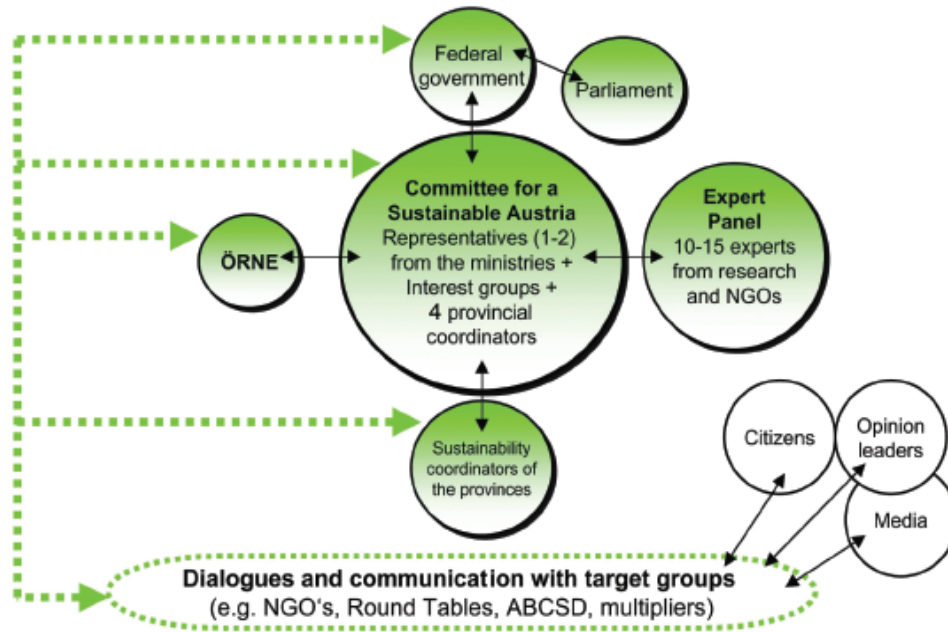 Federal
government
Parliament
Committee for a
Sustainable Austria
Representatives (1-2)
from the ministries +
Interest groups +
4 provincial
coordinators
Expert
Panel
10-15 experts
from research
and NGOs
ÖRNE
Sustainability
coordinators of
the provinces
Citizens
Opinion
leaders
Media
Dialogues and communication with target groups
(e.g. NGO's, Round Tables, ABCSD, multipliers)